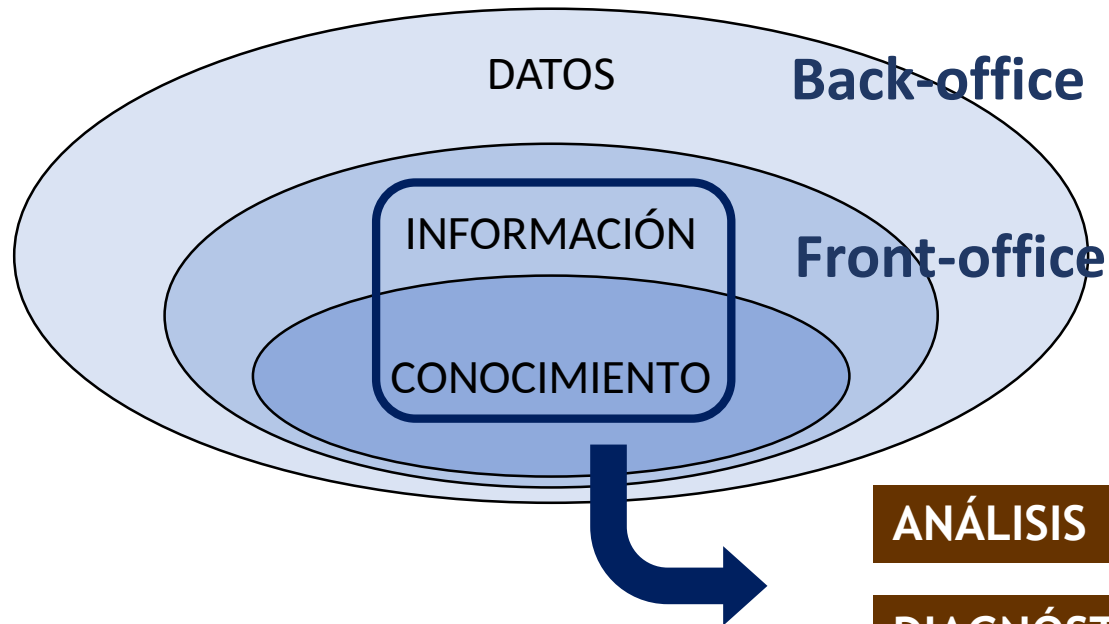 DATOS
Back-office
INFORMACIÓN
Front-office
CONOCIMIENTO
ANÁLISIS